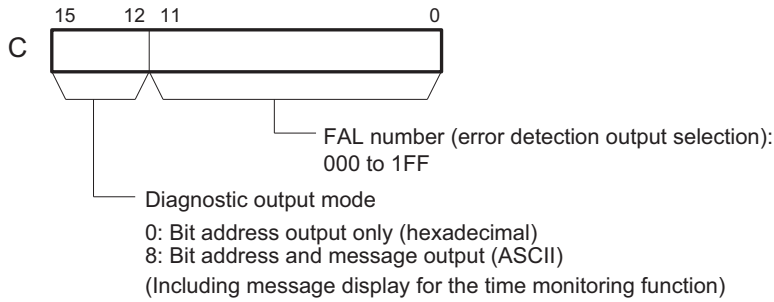 15 12 11 0
C
FAL number (error detection output selection):
000 to 1FF
Diagnostic output mode
0: Bit address output only (hexadecimal)
8: Bit address and message output (ASCII)
(Including message display for the time monitoring function)